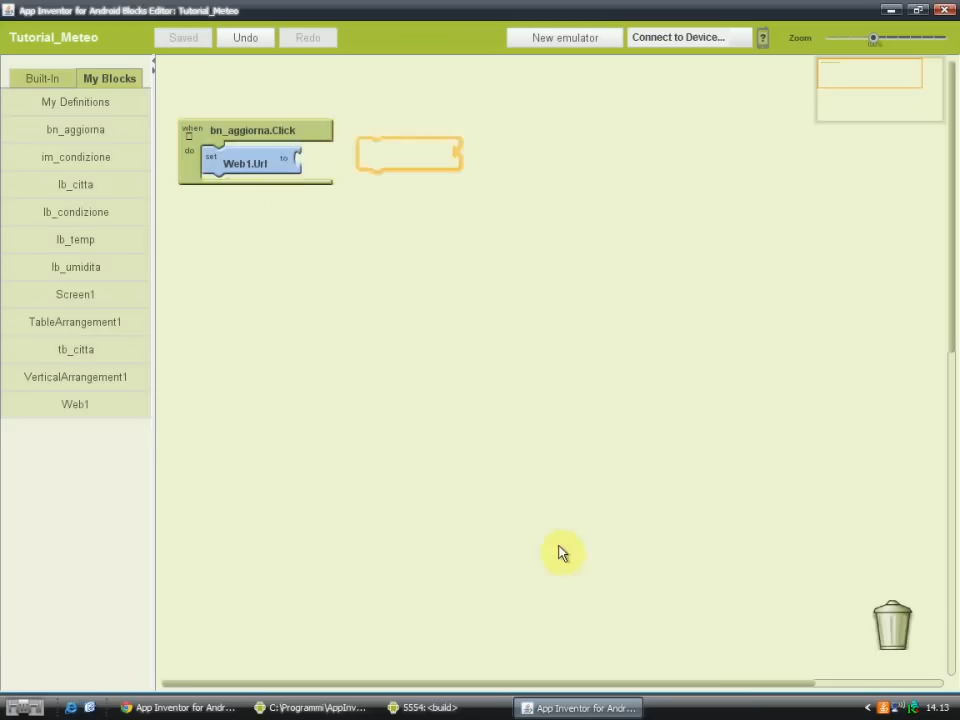 App Inventor for Android Blocks Editor: Tutorial_Meteo
Tutorial_Meteo
Saved
Undo
Redo
New emulator
Connect to Device...
?
Zoom
100%
Built-In
My Blocks
My Definitions
bn_aggiorna
im_condizione
lb_citta
lb_condizione
lb_temp
lb_umidita
Screen1
TableArrangement1
tb_citta
VerticalArrangement1
Web1
when bn_aggiorna.Click
do
set Web1.Url to
App Inventor for Andr...
C:\Programmi\AppInv...
5554:<build>
App Inventor for Andr...
14.13